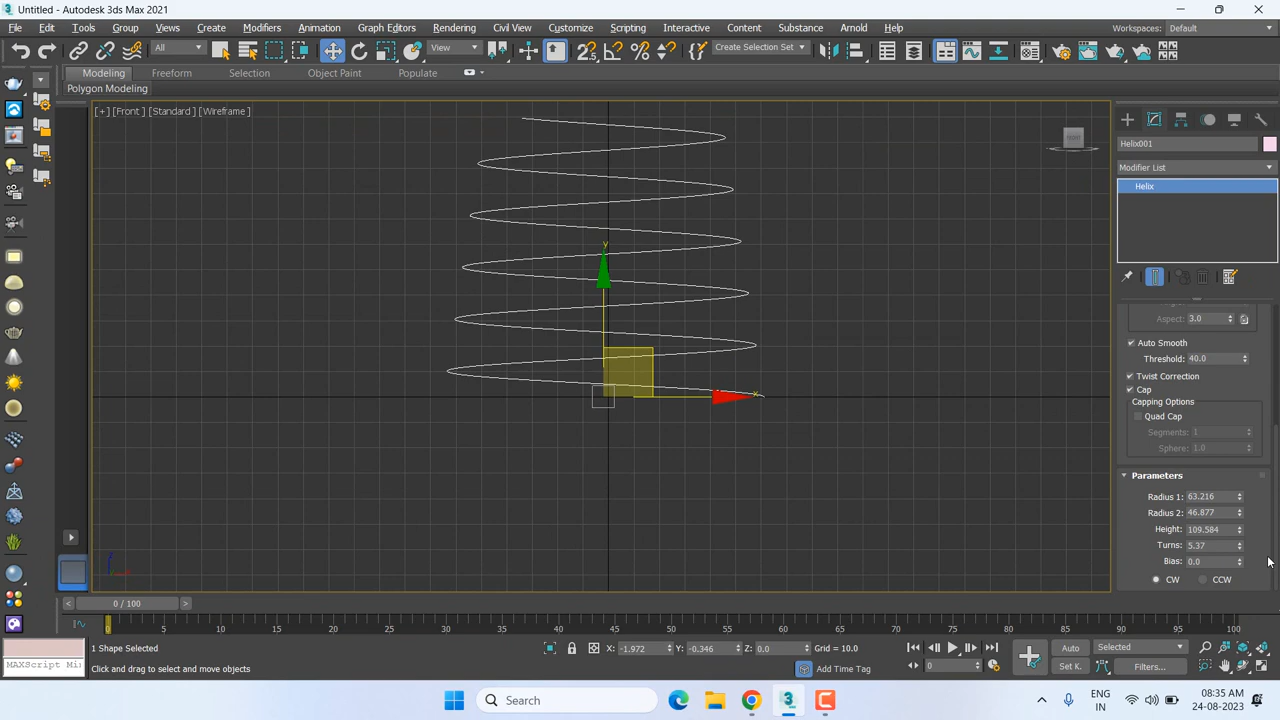 Untitled - Autodesk 3ds Max 2021
File Edit Tools Group Views Create Modifiers Animation Graph Editors Rendering Civil View Customize Scripting Interactive Content Substance Arnold Help Workspaces: Default
All View Create Selection Set
Modeling Freeform Selection Object Paint Populate
Polygon Modeling
[+] [Front ] [Standard ] [Wireframe ]
FRONT
y
x
Helix001
Modifier List
Helix
Aspect: 3.0
Auto Smooth
Threshold: 40.0
Twist Correction
Cap
Capping Options
Quad Cap
Segments: 1
Sphere: 1.0
Parameters
Radius 1: 63.216
Radius 2: 46.877
Height: 109.584
Turns: 5.37
Bias: 0.0
CW CCW
< 0 / 100 >
0 5 10 15 20 25 30 35 40 45 50 55 60 65 70 75 80 85 90 95 100
1 Shape Selected
X: -1.972 Y: -0.346 Z: 0.0 Grid = 10.0
Auto Selected
MAXScript Mi
Click and drag to select and move objects
Add Time Tag
0
Set K. Filters...
Search
ENG
IN
08:35 AM
24-08-2023